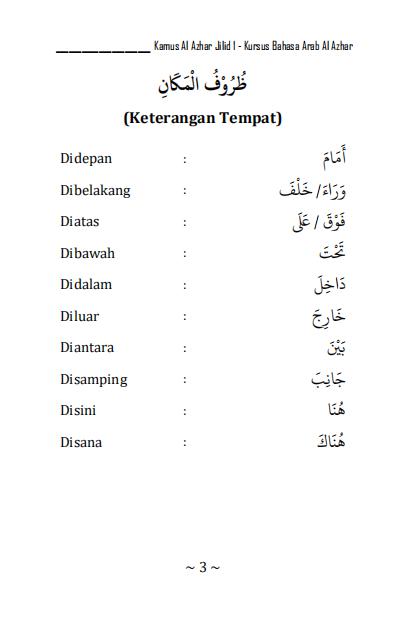 Kamus Al Azhar Jilid I - Kursus Bahasa Arab Al Azhar
ظُرُوْفُ الْمَكَانِ
(Keterangan Tempat)
Didepan : أَمَامَ
Dibelakang : وَرَاءَ/ خَلْفَ
Diatas : فَوْقَ / عَلَى
Dibawah : تَحْتَ
Didalam : دَاخِلَ
Diluar : خَارِجَ
Diantara : بَيْنَ
Disamping : جَانِبَ
Disini : هُنَا
Disana : هُنَاكَ
~ 3 ~